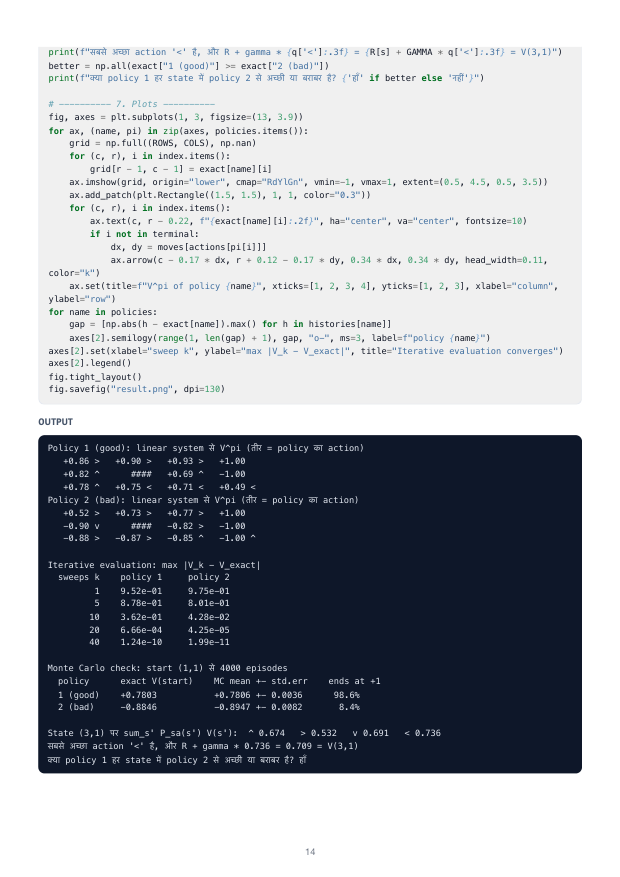 print(f"सबसे अच्छा action '<' है, और R + gamma * {q['<']:.3f} = {R[s] + GAMMA * q['<']:.3f} = V(3,1)")
better = np.all(exact["1 (good)"] >= exact["2 (bad)"])
print(f"क्या policy 1 हर state में policy 2 से अच्छी या बराबर है? {'हाँ' if better else 'नहीं'}")
# ---------- 7. Plots ----------
fig, axes = plt.subplots(1, 3, figsize=(13, 3.9))
for ax, (name, pi) in zip(axes, policies.items()):
    grid = np.full((ROWS, COLS), np.nan)
    for (c, r), i in index.items():
        grid[r - 1, c - 1] = exact[name][i]
    ax.imshow(grid, origin="lower", cmap="RdYlGn", vmin=-1, vmax=1, extent=(0.5, 4.5, 0.5, 3.5))
    ax.add_patch(plt.Rectangle((1.5, 1.5), 1, 1, color="0.3"))
    for (c, r), i in index.items():
        ax.text(c, r - 0.22, f"{exact[name][i]:.2f}", ha="center", va="center", fontsize=10)
        if i not in terminal:
            dx, dy = moves[actions[pi[i]]]
            ax.arrow(c - 0.17 * dx, r + 0.12 - 0.17 * dy, 0.34 * dx, 0.34 * dy, head_width=0.11,
color="k")
    ax.set(title=f"V^pi of policy {name}", xticks=[1, 2, 3, 4], yticks=[1, 2, 3], xlabel="column",
ylabel="row")
for name in policies:
    gap = [np.abs(h - exact[name]).max() for h in histories[name]]
    axes[2].semilogy(range(1, len(gap) + 1), gap, "o-", ms=3, label=f"policy {name}")
axes[2].set(xlabel="sweep k", ylabel="max |V_k - V_exact|", title="Iterative evaluation converges")
axes[2].legend()
fig.tight_layout()
fig.savefig("result.png", dpi=130)
OUTPUT
Policy 1 (good): linear system से V^pi (तीर = policy का action)
   +0.86 >   +0.90 >   +0.93 >   +1.00
   +0.82 ^      ####   +0.69 ^   -1.00
   +0.78 ^   +0.75 <   +0.71 <   +0.49 <
Policy 2 (bad): linear system से V^pi (तीर = policy का action)
   +0.52 >   +0.73 >   +0.77 >   +1.00
   -0.90 v      ####   -0.82 >   -1.00
   -0.88 >   -0.87 >   -0.85 ^   -1.00 ^
Iterative evaluation: max |V_k - V_exact|
  sweeps k    policy 1     policy 2
         1    9.52e-01     9.75e-01
         5    8.78e-01     8.01e-01
        10    3.62e-01     4.28e-02
        20    6.66e-04     4.25e-05
        40    1.24e-10     1.99e-11
Monte Carlo check: start (1,1) से 4000 episodes
  policy      exact V(start)    MC mean +- std.err    ends at +1
  1 (good)    +0.7803           +0.7806 +- 0.0036      98.6%
  2 (bad)     -0.8846           -0.8947 +- 0.0082       8.4%
State (3,1) पर sum_s' P_sa(s') V(s'):  ^ 0.674   > 0.532   v 0.691   < 0.736
सबसे अच्छा action '<' है, और R + gamma * 0.736 = 0.709 = V(3,1)
क्या policy 1 हर state में policy 2 से अच्छी या बराबर है? हाँ
14